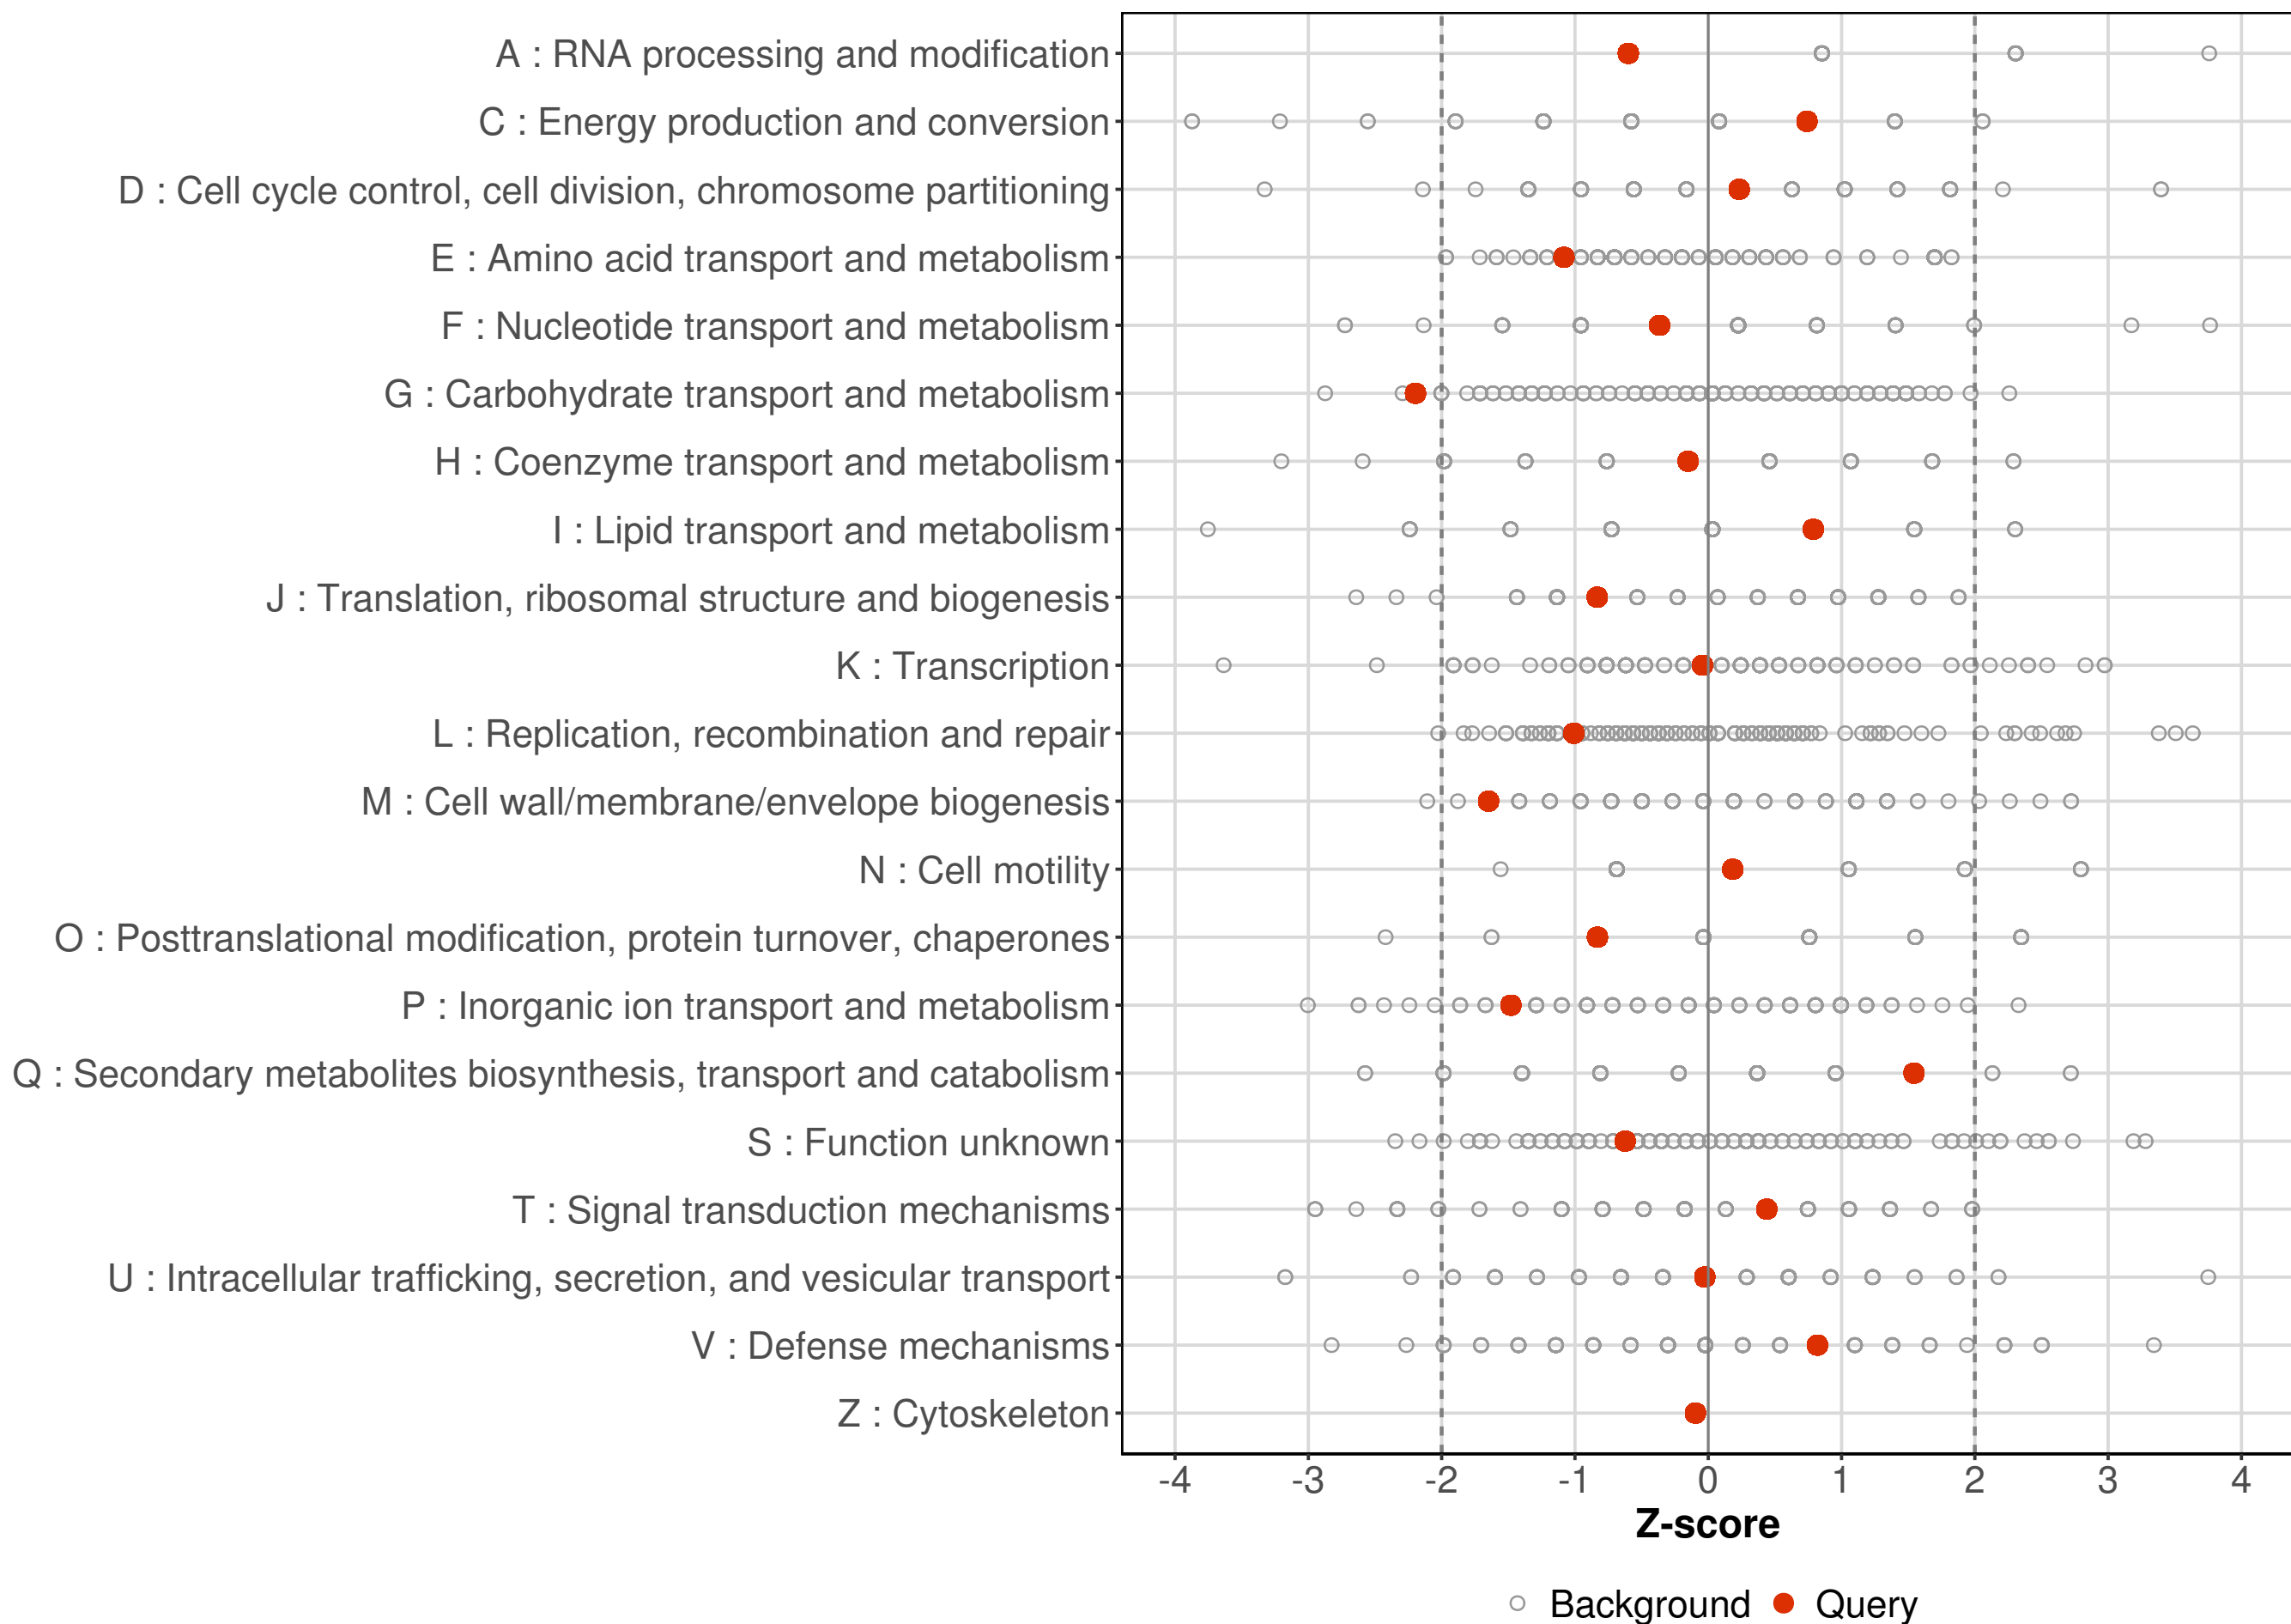 A : RNA processing and modification
C : Energy production and conversion
D : Cell cycle control, cell division, chromosome partitioning
E : Amino acid transport and metabolism
F : Nucleotide transport and metabolism
G : Carbohydrate transport and metabolism
H : Coenzyme transport and metabolism
I : Lipid transport and metabolism
J : Translation, ribosomal structure and biogenesis
K : Transcription
L : Replication, recombination and repair
M : Cell wall/membrane/envelope biogenesis
N : Cell motility
O : Posttranslational modification, protein turnover, chaperones
P : Inorganic ion transport and metabolism
Q : Secondary metabolites biosynthesis, transport and catabolism
S : Function unknown
T : Signal transduction mechanisms
U : Intracellular trafficking, secretion, and vesicular transport
V : Defense mechanisms
Z : Cytoskeleton
-4 -3 -2 -1 0 1 2 3 4
Z-score
Background Query